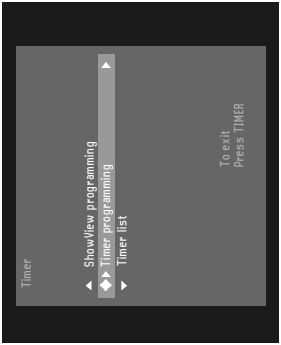 Timer
ShowView programming
Timer programming
Timer list
To exit
Press TIMER